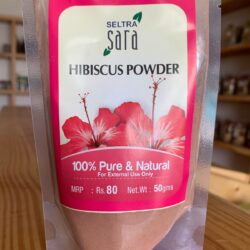 SELTRA
sara
HIBISCUS POWDER
100% Pure & Natural
For External Use Only
MRP : Rs. 80 Net. Wt : 50gms